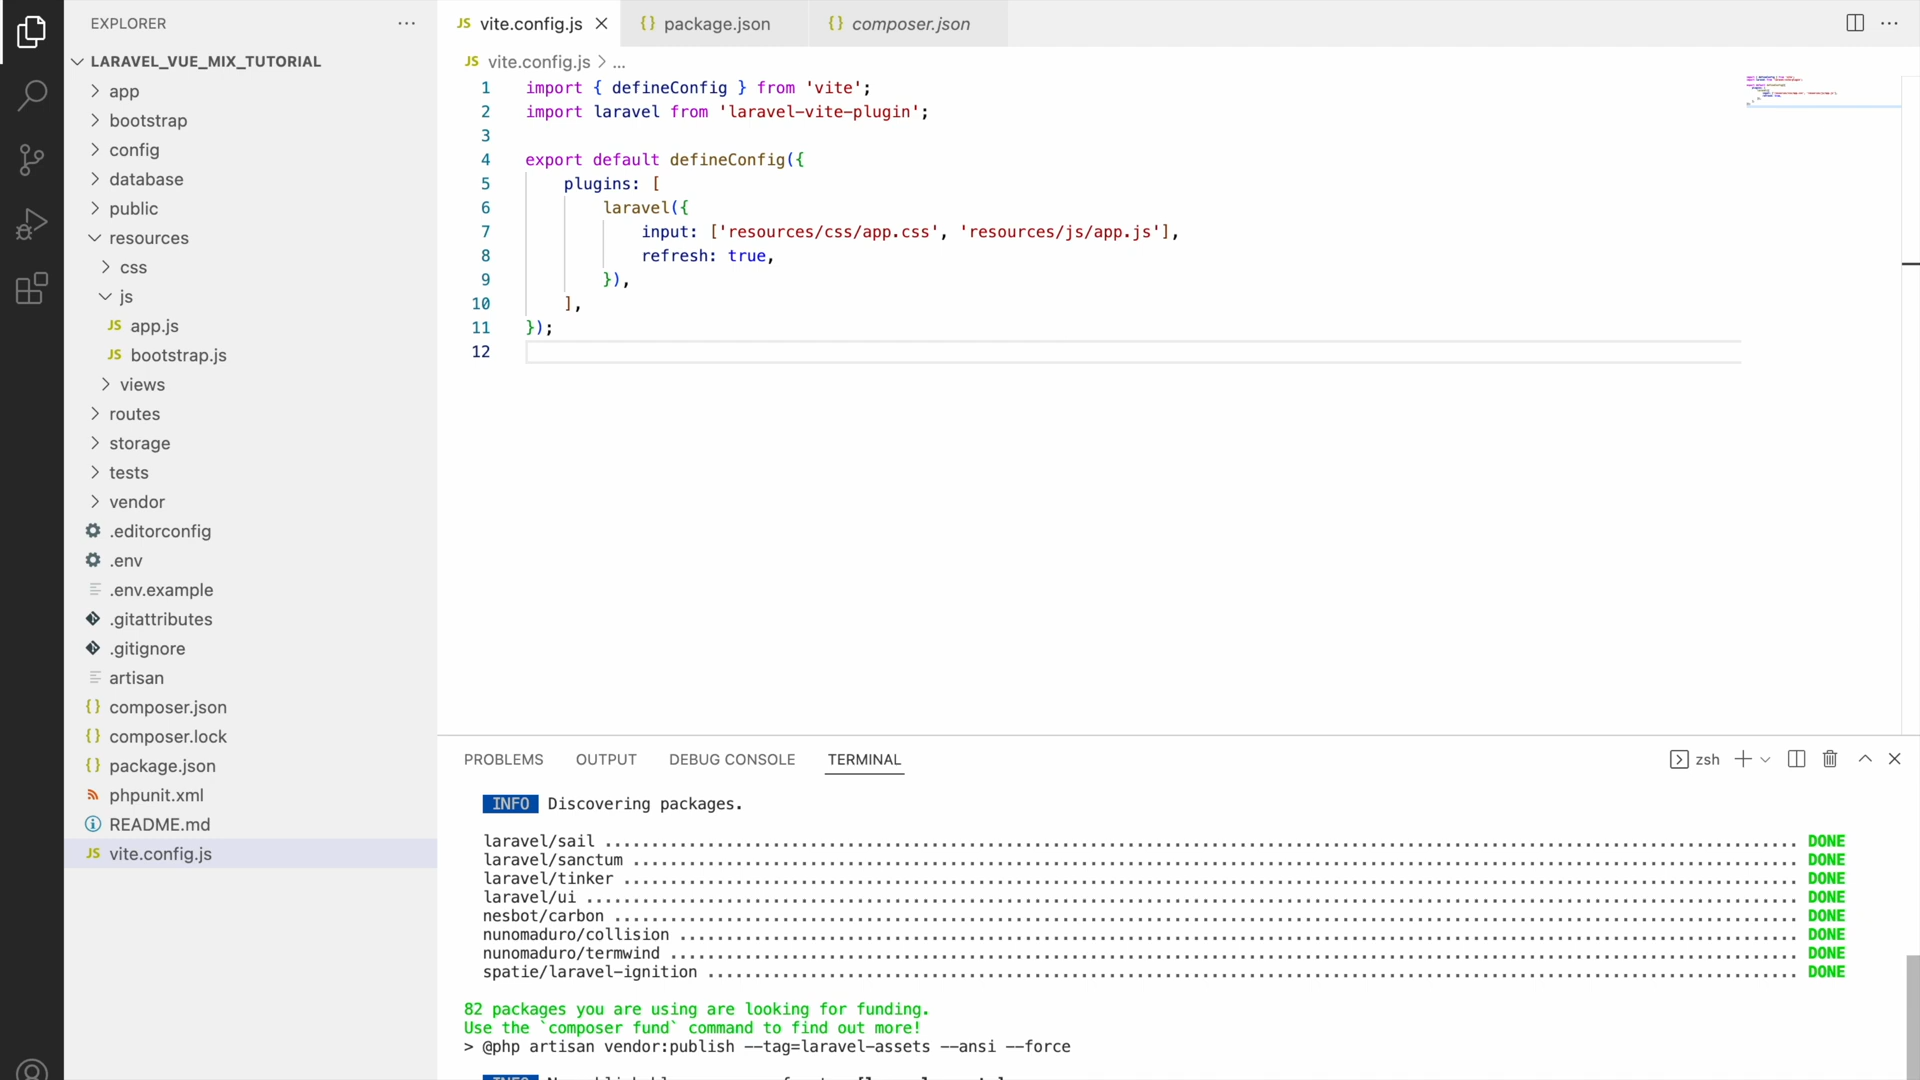 EXPLORER
LARAVEL_VUE_MIX_TUTORIAL
app
bootstrap
config
database
public
resources
css
js
JS app.js
JS bootstrap.js
views
routes
storage
tests
vendor
.editorconfig
.env
.env.example
.gitattributes
.gitignore
artisan
{} composer.json
{} composer.lock
{} package.json
phpunit.xml
README.md
JS vite.config.js
JS vite.config.js
{} package.json
{} composer.json
JS vite.config.js > ...
1 import { defineConfig } from 'vite';
2 import laravel from 'laravel-vite-plugin';
3
4 export default defineConfig({
5 plugins: [
6 laravel({
7 input: ['resources/css/app.css', 'resources/js/app.js'],
8 refresh: true,
9 }),
10 ],
11 });
12
PROBLEMS OUTPUT DEBUG CONSOLE TERMINAL
zsh
INFO Discovering packages.
laravel/sail ........ DONE
laravel/sanctum ........ DONE
laravel/tinker ........ DONE
laravel/ui ........ DONE
nesbot/carbon ........ DONE
nunomaduro/collision ........ DONE
nunomaduro/termwind ........ DONE
spatie/laravel-ignition ........ DONE
82 packages you are using are looking for funding.
Use the `composer fund` command to find out more!
> @php artisan vendor:publish --tag=laravel-assets --ansi --force
INFO